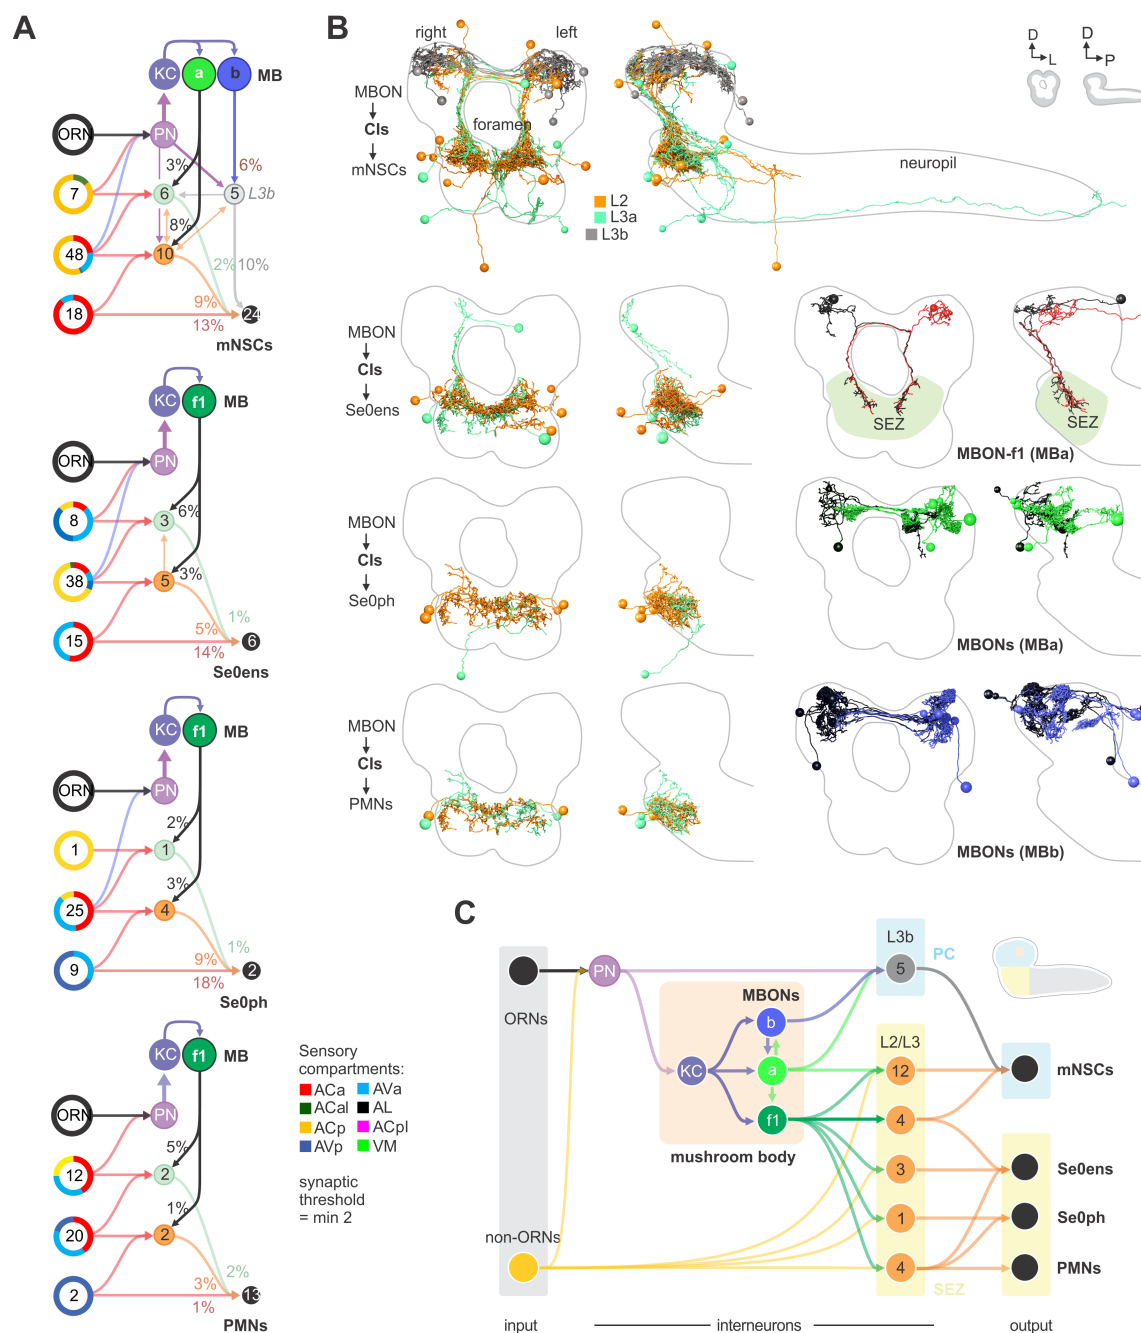 A
KC
a
b
MB
ORN
PN
3%
6%
7
6
5
L3b
8%
48
10
2%
10%
9%
18
13%
24
mNSCs
KC
f1
MB
ORN
PN
6%
8
3
38
5
3%
1%
5%
15
14%
6
Se0ens
KC
f1
MB
ORN
PN
2%
1
1
3%
25
4
1%
9%
9
18%
2
Se0ph
KC
f1
MB
ORN
PN
5%
12
2
1%
20
2
2%
3%
2
1%
13
PMNs
Sensory
compartments:
ACa
AVa
ACal
AL
ACp
ACpl
AVp
VM
synaptic
threshold
= min 2
B
right
left
D
L
D
P
MBON
CIs
mNSCs
foramen
neuropil
L2
L3a
L3b
MBON
CIs
Se0ens
SEZ
SEZ
MBON-f1 (MBa)
MBON
CIs
Se0ph
MBONs (MBa)
MBON
CIs
PMNs
MBONs (MBb)
C
L3b
PC
5
PN
ORNs
MBONs
b
KC
a
f1
mushroom body
L2/L3
12
mNSCs
4
3
Se0ens
1
Se0ph
non-ORNs
4
PMNs
SEZ
input
interneurons
output